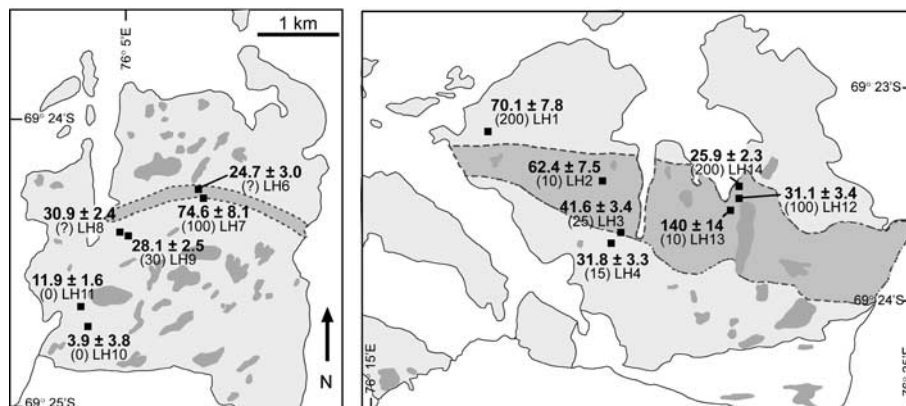 76° 5'E
1 km
69° 24'S
24.7 ± 3.0
(?) LH6
74.6 ± 8.1
(100) LH7
30.9 ± 2.4
(?) LH8
28.1 ± 2.5
(30) LH9
11.9 ± 1.6
(0) LH11
3.9 ± 3.8
(0) LH10
N
69° 25'S
69° 23'S
70.1 ± 7.8
(200) LH1
62.4 ± 7.5
(10) LH2
41.6 ± 3.4
(25) LH3
31.8 ± 3.3
(15) LH4
25.9 ± 2.3
(200) LH14
31.1 ± 3.4
(100) LH12
140 ± 14
(10) LH13
69° 24'S
76° 15'E
76° 25'E